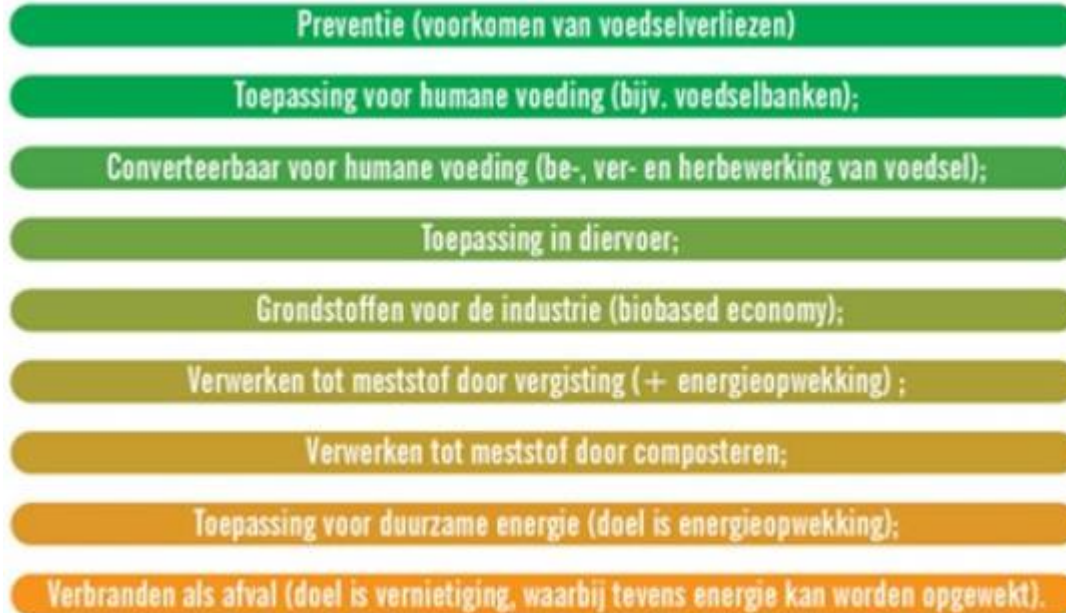 Preventie (voorkomen van voedselverliezen)
Toepassing voor humane voeding (bijv. voedselbanken);
Converteerbaar voor humane voeding (be-, ver- en herbewerking van voedsel);
Toepassing in diervoer;
Grondstoffen voor de industrie (biobased economy);
Verwerken tot meststof door vergisting (+ energieopwekking) ;
Verwerken tot meststof door composteren;
Toepassing voor duurzame energie (doel is energieopwekking);
Verbranden als afval (doel is vernietiging, waarbij tevens energie kan worden opgewekt).